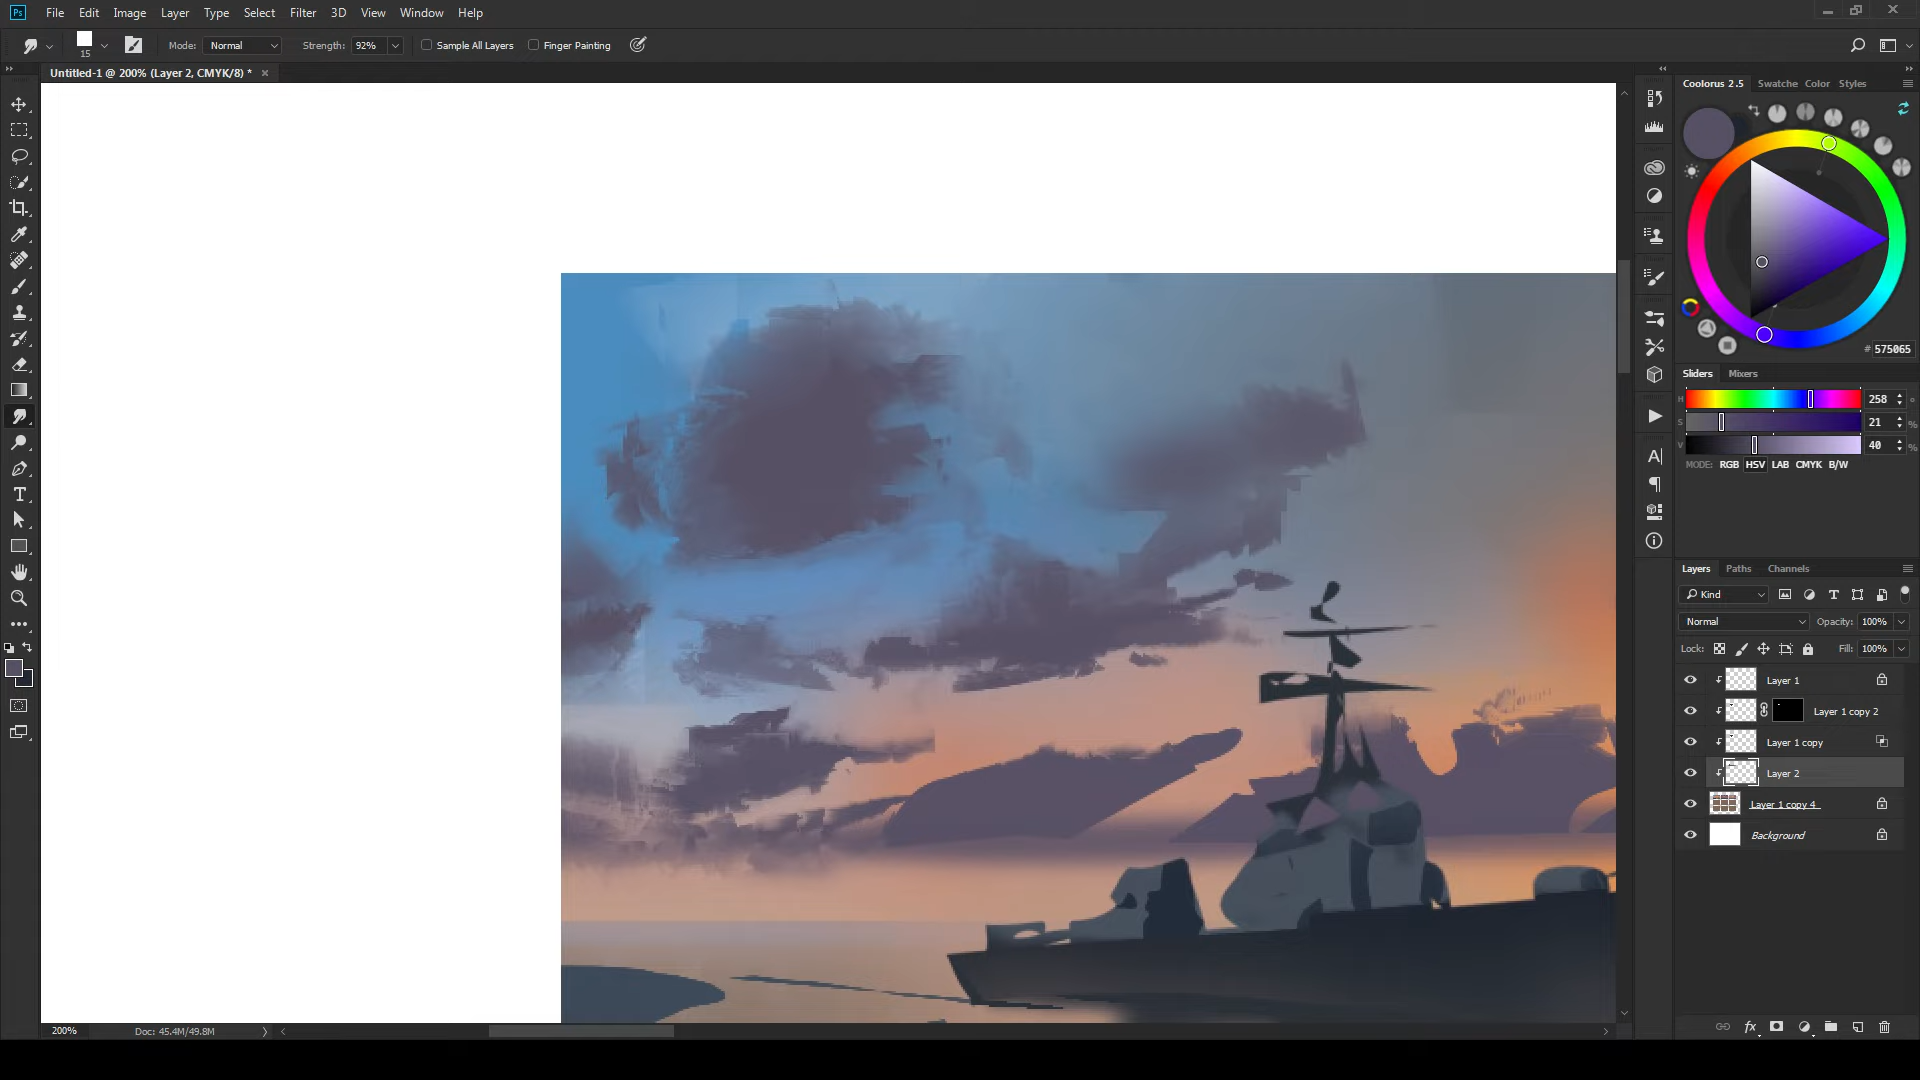 Ps File Edit Image Layer Type Select Filter 3D View Window Help
15 Mode: Normal Strength: 92% Sample All Layers Finger Painting
Untitled-1 @ 200% (Layer 2, CMYK/8) *
Coolorus 2.5 Swatche Color Styles
# 575065
Sliders Mixers
H 258 °
S 21 %
V 40 %
MODE: RGB HSV LAB CMYK B/W
Layers Paths Channels
Kind
Normal Opacity: 100%
Lock: Fill: 100%
Layer 1
Layer 1 copy 2
Layer 1 copy
Layer 2
Layer 1 copy 4
Background
200% Doc: 45.4M/49.8M